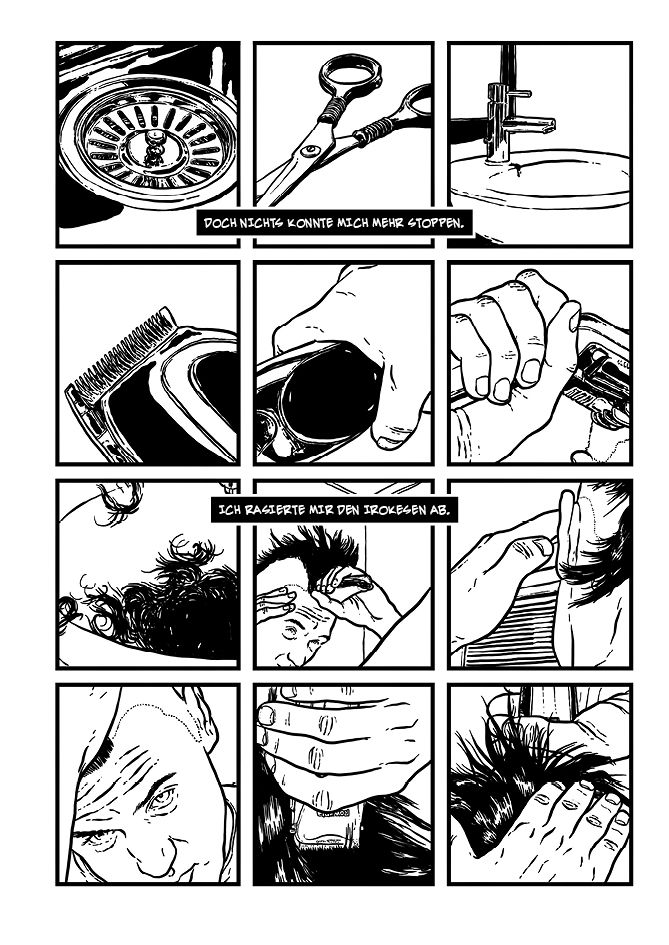 DOCH NICHTS KONNTE MICH MEHR STOPPEN.
ICH RASIERTE MIR DEN IROKESEN AB.